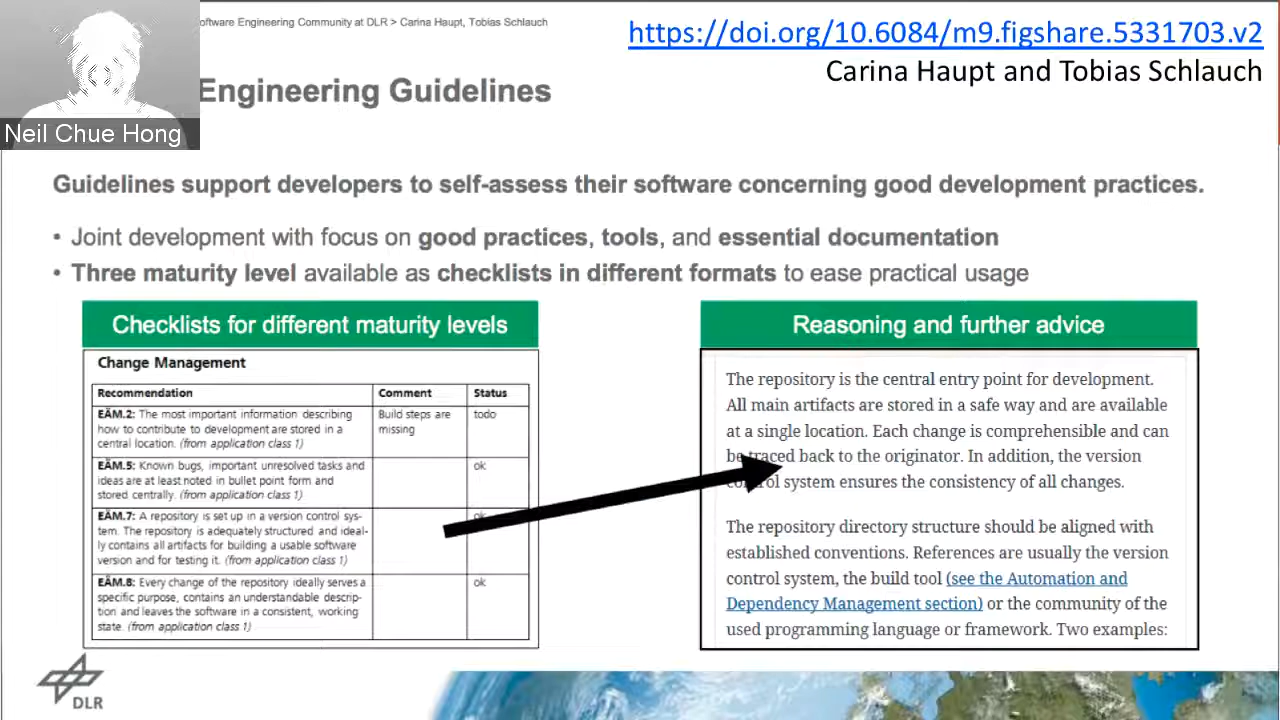 oftware Engineering Community at DLR > Carina Haupt, Tobias Schlauch
https://doi.org/10.6084/m9.figshare.5331703.v2
Carina Haupt and Tobias Schlauch
Engineering Guidelines
Neil Chue Hong
Guidelines support developers to self-assess their software concerning good development practices.
• Joint development with focus on good practices, tools, and essential documentation
• Three maturity level available as checklists in different formats to ease practical usage
Checklists for different maturity levels
Change Management
Recommendation Comment Status
EÄM.2: The most important information describing Build steps are todo
how to contribute to development are stored in a missing
central location. (from application class 1)
EÄM.5: Known bugs, important unresolved tasks and ok
ideas are at least noted in bullet point form and
stored centrally. (from application class 1)
EÄM.7: A repository is set up in a version control sys- ok
tem. The repository is adequately structured and ideal-
ly contains all artifacts for building a usable software
version and for testing it. (from application class 1)
EÄM.8: Every change of the repository ideally serves a ok
specific purpose, contains an understandable descrip-
tion and leaves the software in a consistent, working
state. (from application class 1)
Reasoning and further advice
The repository is the central entry point for development.
All main artifacts are stored in a safe way and are available
at a single location. Each change is comprehensible and can
be traced back to the originator. In addition, the version
control system ensures the consistency of all changes.
The repository directory structure should be aligned with
established conventions. References are usually the version
control system, the build tool (see the Automation and
Dependency Management section) or the community of the
used programming language or framework. Two examples:
DLR